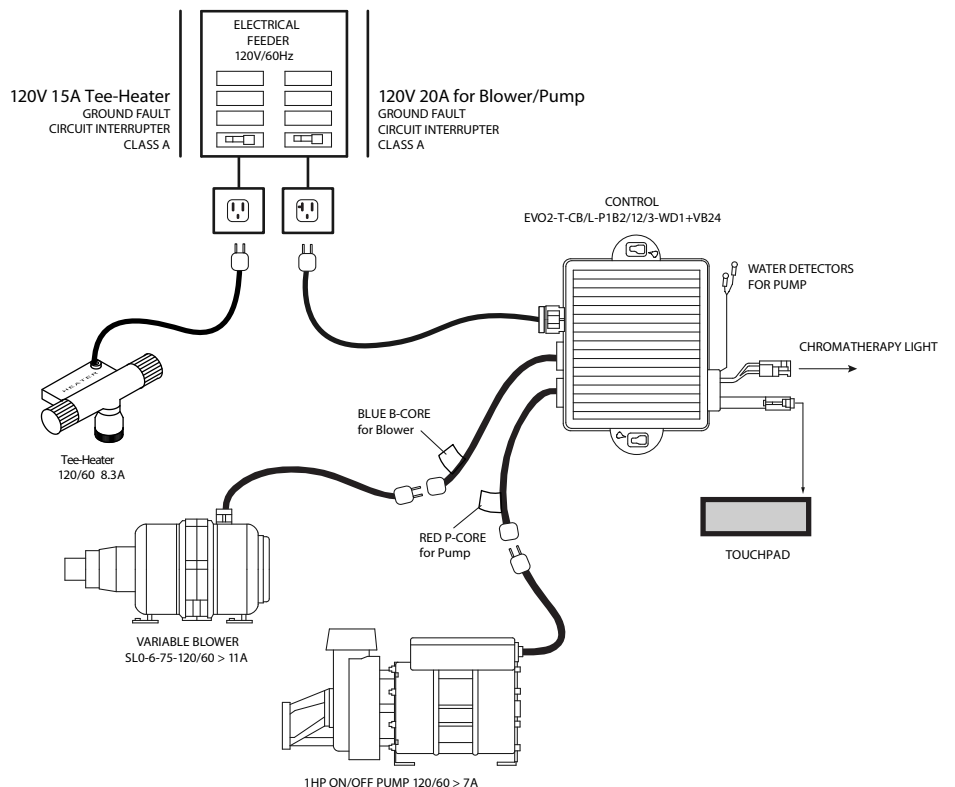 ELECTRICAL
FEEDER
120V/60Hz
120V 15A Tee-Heater
GROUND FAULT
CIRCUIT INTERRUPTER
CLASS A
120V 20A for Blower/Pump
GROUND FAULT
CIRCUIT INTERRUPTER
CLASS A
CONTROL
EVO2-T-CB/L-P1B2/12/3-WD1+VB24
WATER DETECTORS
FOR PUMP
CHROMATHERAPY LIGHT
HEATER
BLUE B-CORE
for Blower
Tee-Heater
120/60 8.3A
RED P-CORE
for Pump
TOUCHPAD
VARIABLE BLOWER
SL0-6-75-120/60 > 11A
1HP ON/OFF PUMP 120/60 > 7A